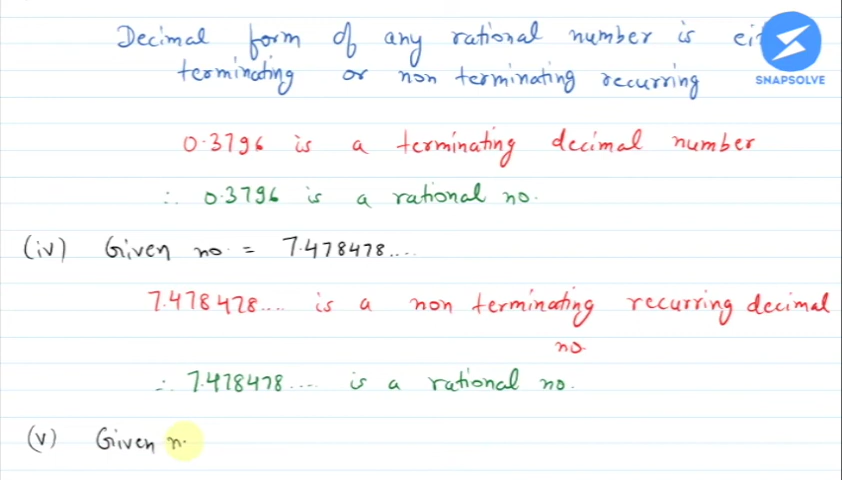 Decimal form of any rational number is
SNAPSOLVE
terminating or non terminating recurring
0.3796 is a terminating decimal number
∴ 0.3796 is a rational no.
(iv) Given no. = 7.478478....
7.478478.... is a non terminating recurring decimal
no.
∴ 7.478478.... is a rational no.
(v) Given n.